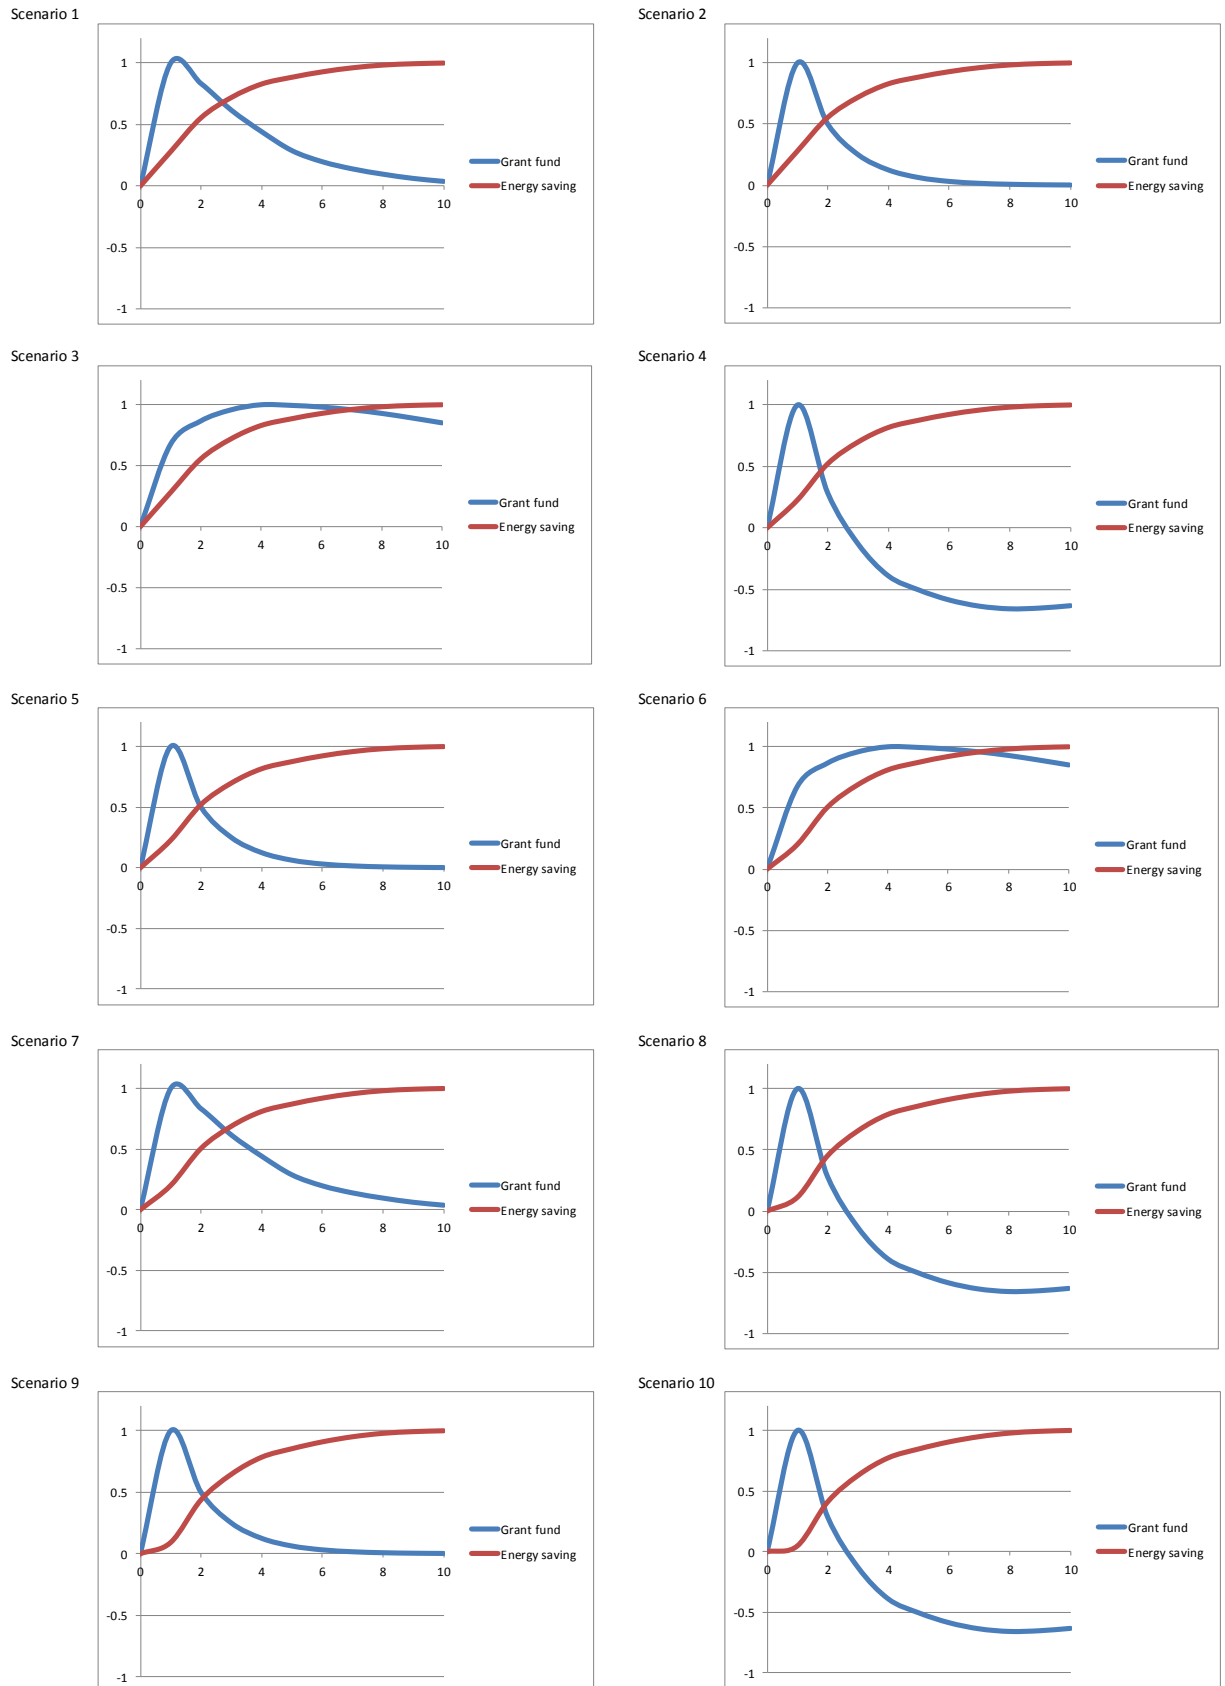 Scenario 1
1
0.5
0
-0.5
-1
0 2 4 6 8 10
Grant fund
Energy saving
Scenario 2
1
0.5
0
-0.5
-1
0 2 4 6 8 10
Grant fund
Energy saving
Scenario 3
1
0.5
0
-0.5
-1
0 2 4 6 8 10
Grant fund
Energy saving
Scenario 4
1
0.5
0
-0.5
-1
0 2 4 6 8 10
Grant fund
Energy saving
Scenario 5
1
0.5
0
-0.5
-1
0 2 4 6 8 10
Grant fund
Energy saving
Scenario 6
1
0.5
0
-0.5
-1
0 2 4 6 8 10
Grant fund
Energy saving
Scenario 7
1
0.5
0
-0.5
-1
0 2 4 6 8 10
Grant fund
Energy saving
Scenario 8
1
0.5
0
-0.5
-1
0 2 4 6 8 10
Grant fund
Energy saving
Scenario 9
1
0.5
0
-0.5
-1
0 2 4 6 8 10
Grant fund
Energy saving
Scenario 10
1
0.5
0
-0.5
-1
0 2 4 6 8 10
Grant fund
Energy saving